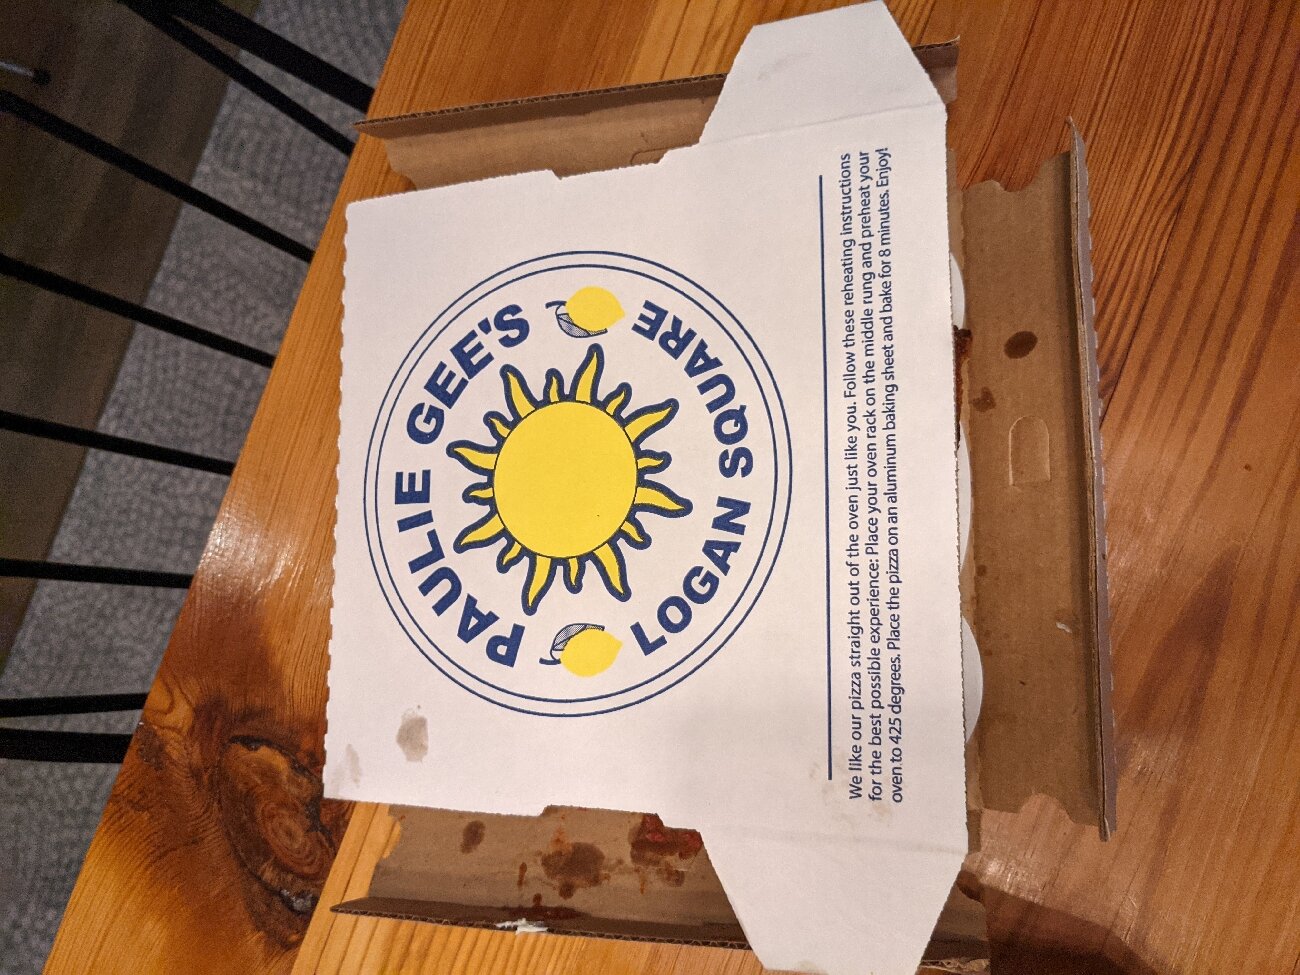 PAULIE GEE'S
LOGAN SQUARE
We like our pizza straight out of the oven just like you. Follow these reheating instructions
for the best possible experience: Place your oven rack on the middle rung and preheat your
oven to 425 degrees. Place the pizza on an aluminum baking sheet and bake for 8 minutes. Enjoy!